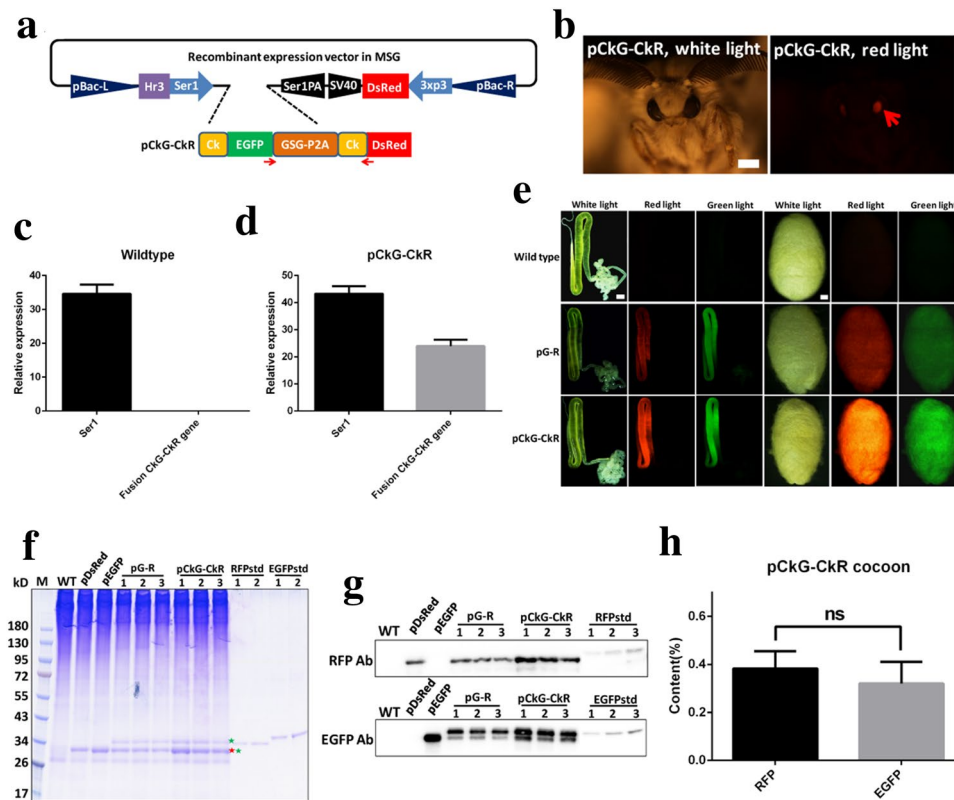 a
Recombinant expression vector in MSG
pBac-L Hr3 Ser1 Ser1PA SV40 DsRed 3xp3 pBac-R
pCkG-CkR Ck EGFP GSG-P2A Ck DsRed
b
pCkG-CkR, white light pCkG-CkR, red light
c
Wildtype
Relative expression
40
30
20
10
0
Ser1
Fusion CkG-CkR gene
d
pCkG-CkR
Relative expression
50
40
30
20
10
0
Ser1
Fusion CkG-CkR gene
e
White light Red light Green light White light Red light Green light
Wild type
pG-R
pCkG-CkR
f
pG-R pCkG-CkR RFPstd EGFPstd
kD M WT pDsRed pEGFP 1 2 3 1 2 3 1 2 1 2
180
130
95
72
55
43
34
26
17
g
pG-R pCkG-CkR RFPstd
WT pDsRed pEGFP 1 2 3 1 2 3 1 2 3
RFP Ab
pG-R pCkG-CkR EGFPstd
WT pDsRed pEGFP 1 2 3 1 2 3 1 2 3
EGFP Ab
h
pCkG-CkR cocoon
ns
Content(%)
0.6
0.4
0.2
0.0
RFP
EGFP